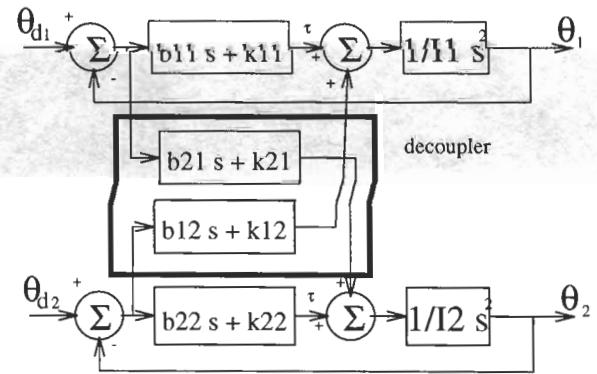 θd1 + Σ - b11 s + k11 τ + + Σ 1/I1 s² θ1
decoupler
b21 s + k21
b12 s + k12
θd2 + Σ - b22 s + k22 τ + + Σ 1/I2 s² θ2